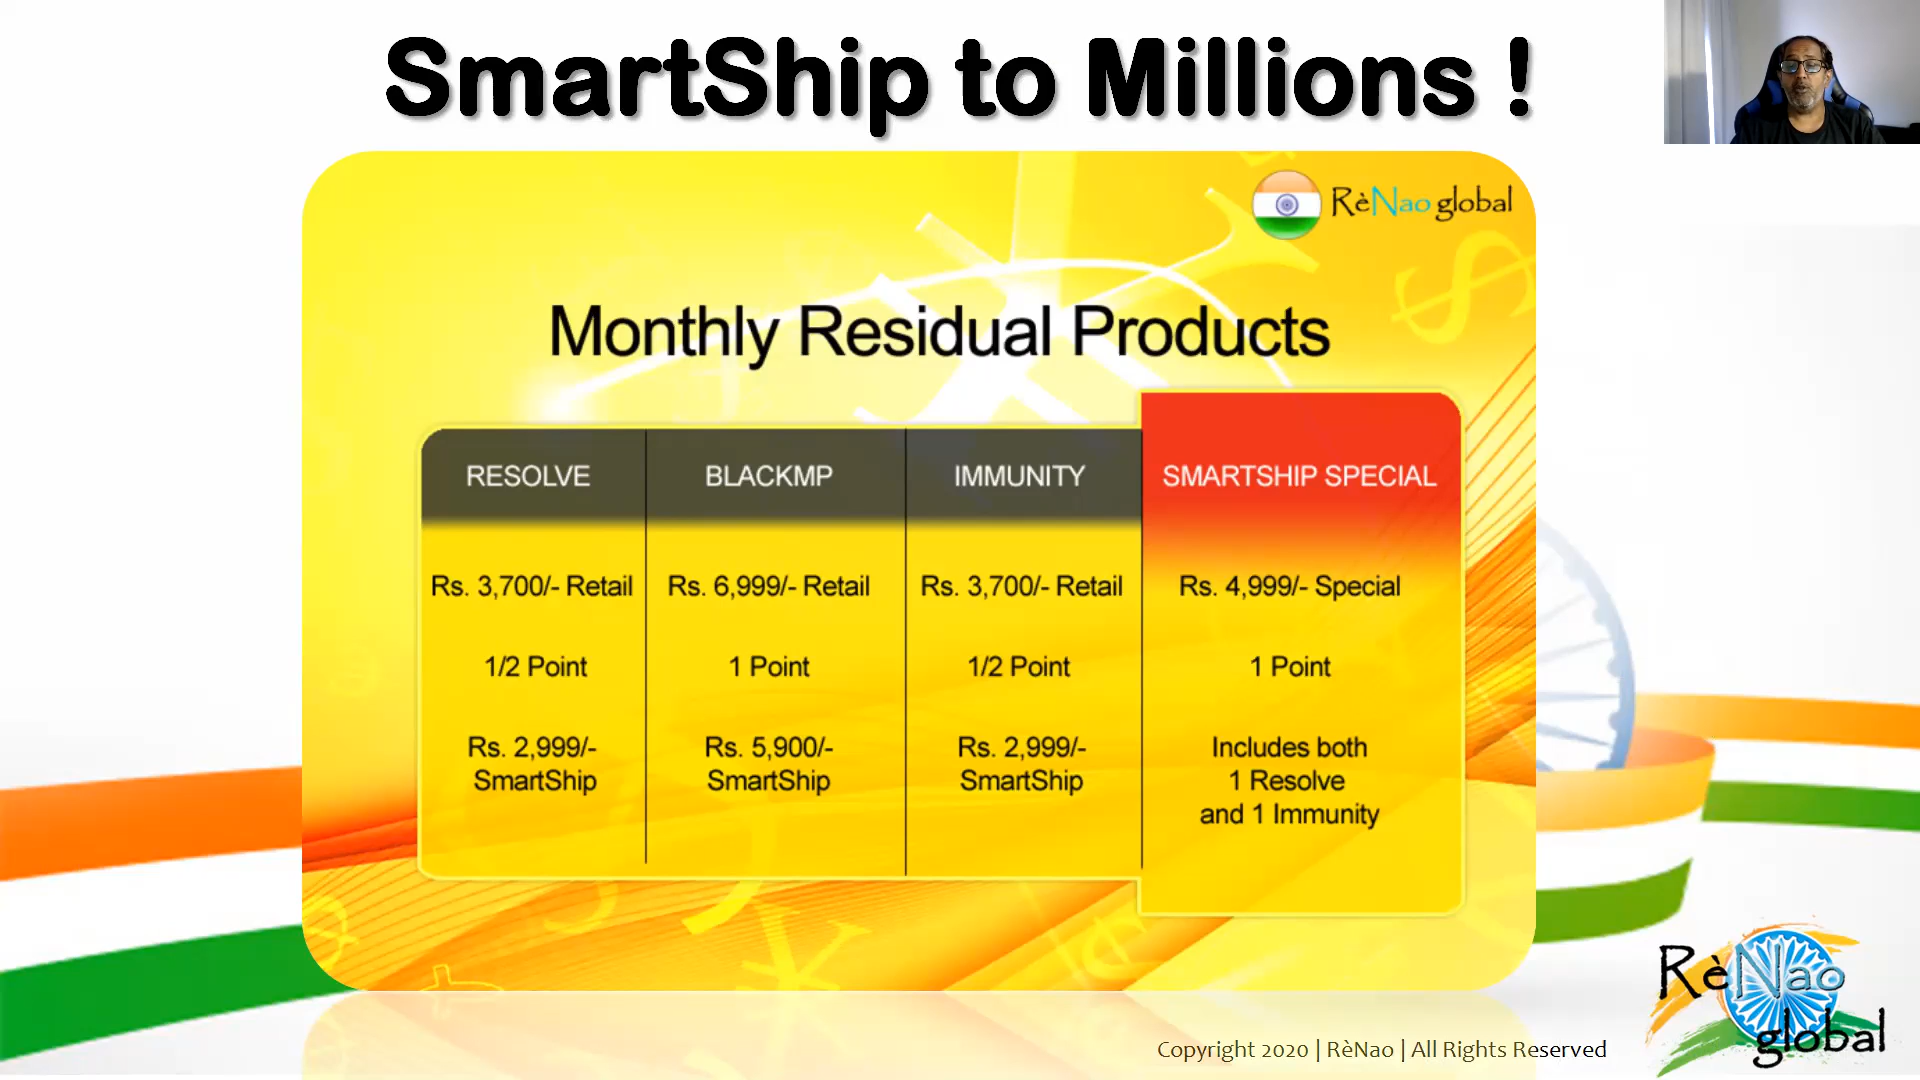 SmartShip to Millions !
RèNao global
Monthly Residual Products
RESOLVE
BLACKMP
IMMUNITY
SMARTSHIP SPECIAL
Rs. 3,700/- Retail
Rs. 6,999/- Retail
Rs. 3,700/- Retail
Rs. 4,999/- Special
1/2 Point
1 Point
1/2 Point
1 Point
Rs. 2,999/-
SmartShip
Rs. 5,900/-
SmartShip
Rs. 2,999/-
SmartShip
Includes both
1 Resolve
and 1 Immunity
RèNao
global
Copyright 2020 | RèNao | All Rights Reserved